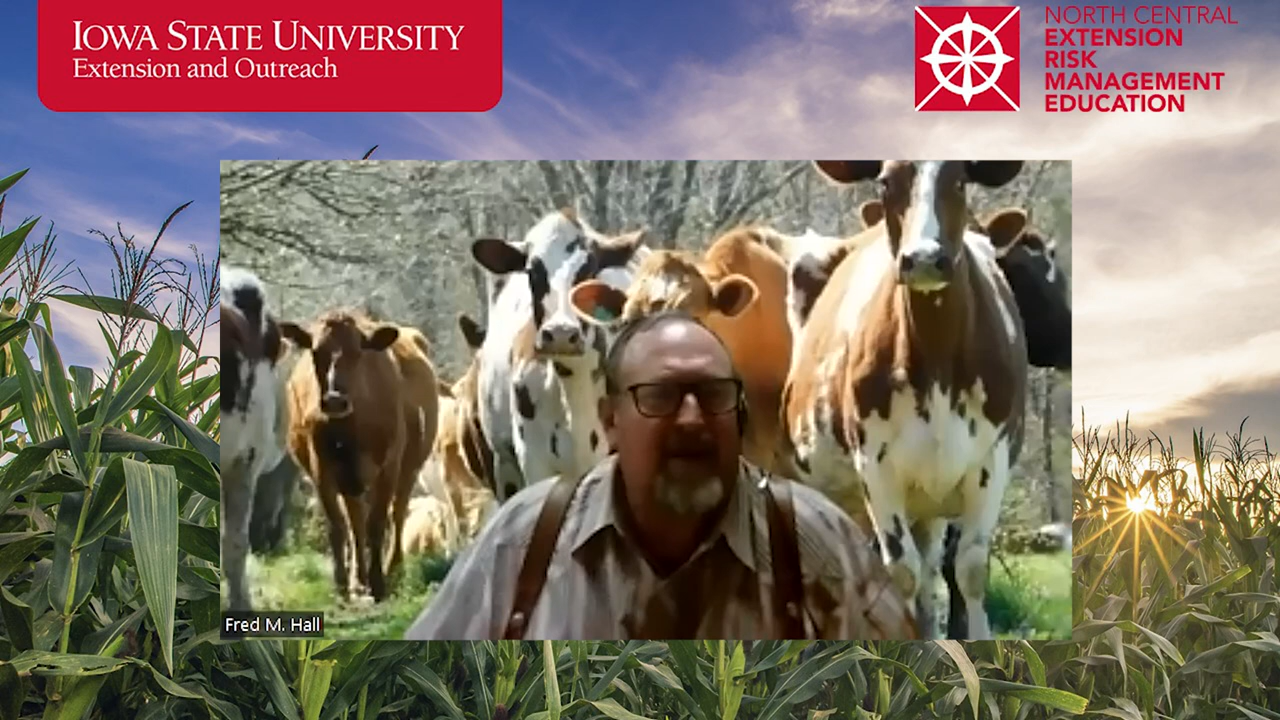 IOWA STATE UNIVERSITY
Extension and Outreach
NORTH CENTRAL
EXTENSION
RISK
MANAGEMENT
EDUCATION
Fred M. Hall